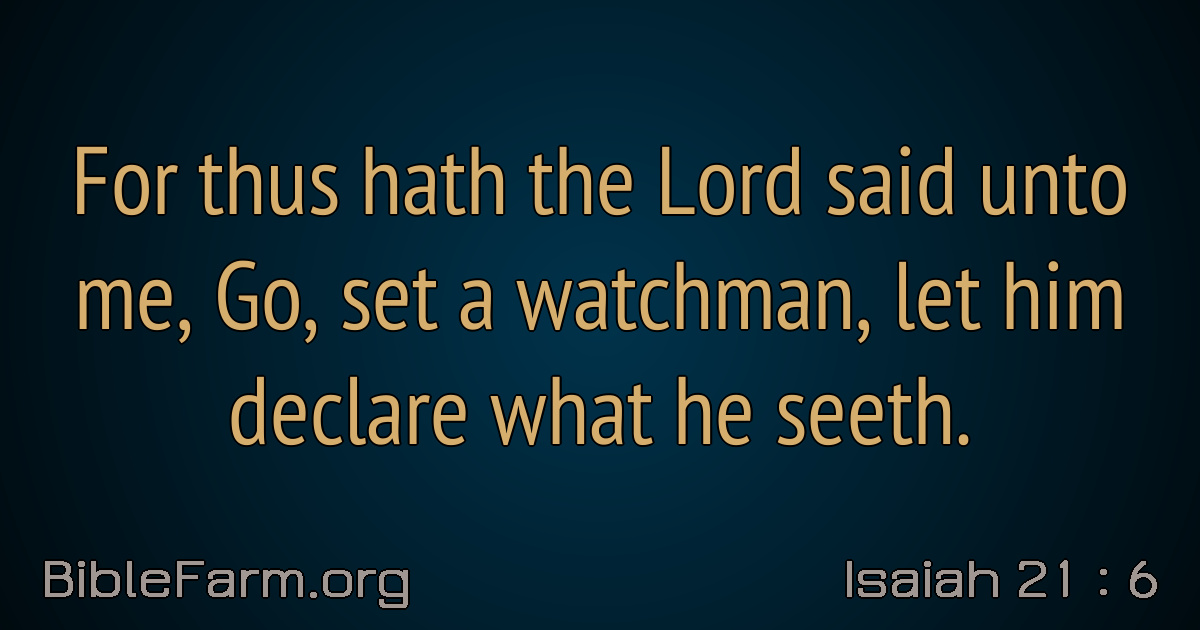 For thus hath the Lord said unto
me, Go, set a watchman, let him
declare what he seeth.
BibleFarm.org
Isaiah 21 : 6